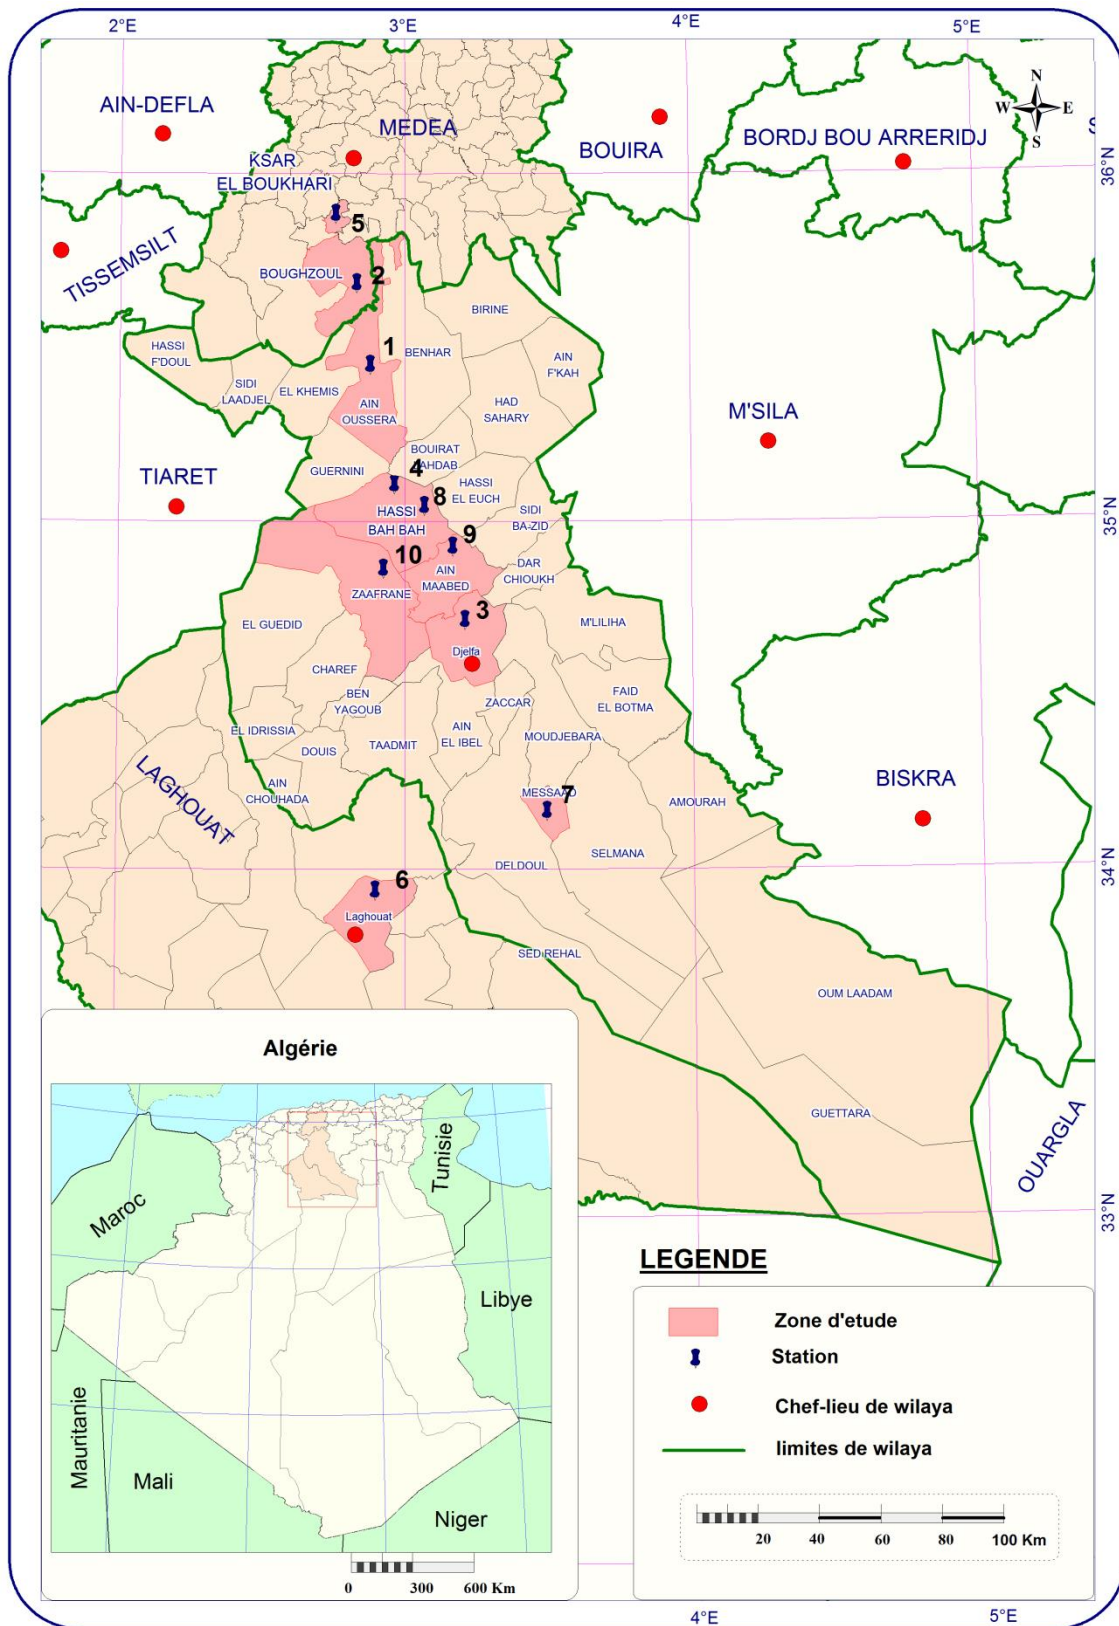 2°E
3°E
4°E
5°E
N
W
E
S
AIN-DEFLA
MEDEA
BOUIRA
BORDJ BOU ARRERIDJ
S
36°N
KSAR
EL BOUKHARI
5
TISSEMSILT
BOUGHZOUL
2
BIRINE
HASSI
F'DOUL
1
BENHAR
AIN
F'KAH
SIDI
LAADJEL
EL KHEMIS
AIN
OUSSERA
HAD
SAHARY
M'SILA
BOUIRAT
LAHDAB
4
GUERNINI
TIARET
HASSI
EL EUCH
8
HASSI
BAH BAH
SIDI
BA-ZID
35°N
9
10
AIN
MAABED
DAR
CHIOUKH
ZAAFRANE
3
EL GUEDID
M'LILIHA
Djelfa
CHAREF
BEN
YAGOUB
ZACCAR
FAID
EL BOTMA
EL IDRISSIA
DOUIS
TAADMIT
AIN
EL IBEL
MOUDJEBARA
LAGHOUAT
AIN
CHOUHADA
MESSAAD
7
AMOURAH
BISKRA
DELDOUL
SELMANA
34°N
6
Laghouat
SED REHAL
OUM LAADAM
GUETTARA
OUARGLA
33°N
Algérie
Maroc
Tunisie
Libye
Mauritanie
Mali
Niger
0
300
600 Km
LEGENDE
Zone d'etude
Station
Chef-lieu de wilaya
limites de wilaya
20
40
60
80
100 Km
4°E
5°E